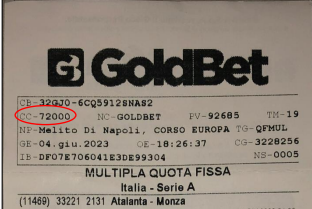 GoldBet
CB-32GJ0-6CQ5912SNAS2
CC-72000 NC-GOLDBET PV-92685 TM-19
NP-Melito Di Napoli, CORSO EUROPA TG-QFMUL
GE-04.giu.2023 OE-18:26:37 CG-3228256
IB-DF07E706041E3DE99304 NS-0005
MULTIPLA QUOTA FISSA
Italia - Serie A
(11469) 33221 2131 Atalanta - Monza